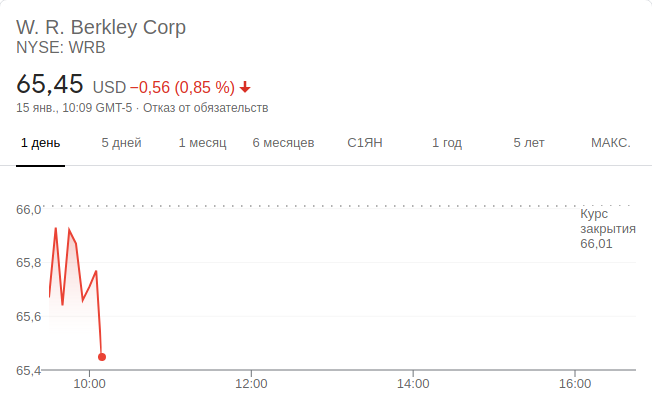 W. R. Berkley Corp
NYSE: WRB
65,45 USD −0,56 (0,85 %)
15 янв., 10:09 GMT-5 · Отказ от обязательств
1 день 5 дней 1 месяц 6 месяцев С1ЯН 1 год 5 лет МАКС.
66,0
Курс
закрытия
66,01
65,8
65,6
65,4
10:00 12:00 14:00 16:00